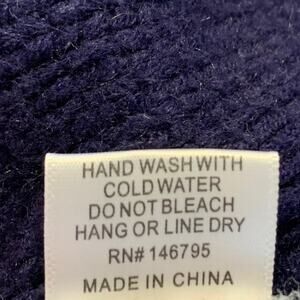 HAND WASH WITH
COLD WATER
DO NOT BLEACH
HANG OR LINE DRY
RN# 146795
MADE IN CHINA